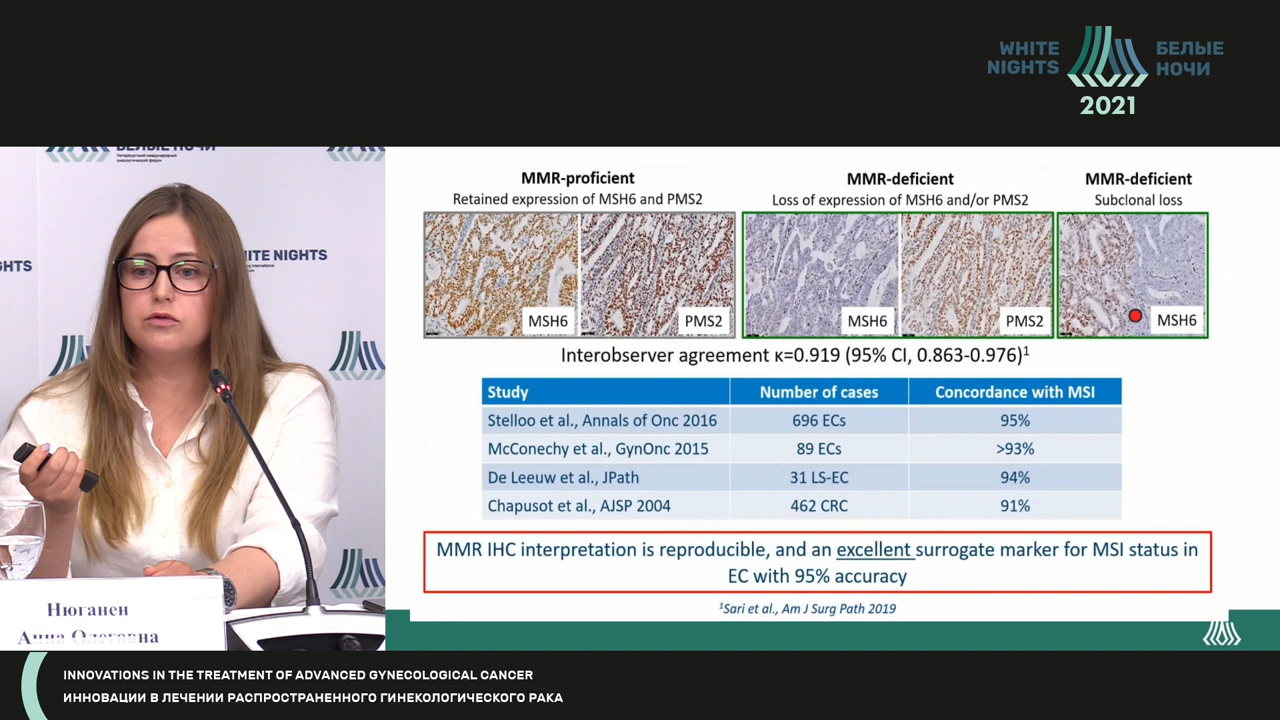 WHITE
NIGHTS
БЕЛЫЕ
НОЧИ
2021
БЕЛЫЕ НОЧИ
GHTS
WHITE NIGHTS
MMR-proficient
Retained expression of MSH6 and PMS2
MMR-deficient
Loss of expression of MSH6 and/or PMS2
MMR-deficient
Subclonal loss
MSH6
PMS2
MSH6
PMS2
MSH6
Interobserver agreement κ=0.919 (95% CI, 0.863-0.976)¹
Study Number of cases Concordance with MSI
Stelloo et al., Annals of Onc 2016 696 ECs 95%
McConechy et al., GynOnc 2015 89 ECs >93%
De Leeuw et al., JPath 31 LS-EC 94%
Chapusot et al., AJSP 2004 462 CRC 91%
MMR IHC interpretation is reproducible, and an excellent surrogate marker for MSI status in
EC with 95% accuracy
¹Sari et al., Am J Surg Path 2019
Нюганен
Анна Олеговна
INNOVATIONS IN THE TREATMENT OF ADVANCED GYNECOLOGICAL CANCER
ИННОВАЦИИ В ЛЕЧЕНИИ РАСПРОСТРАНЕННОГО ГИНЕКОЛОГИЧЕСКОГО РАКА